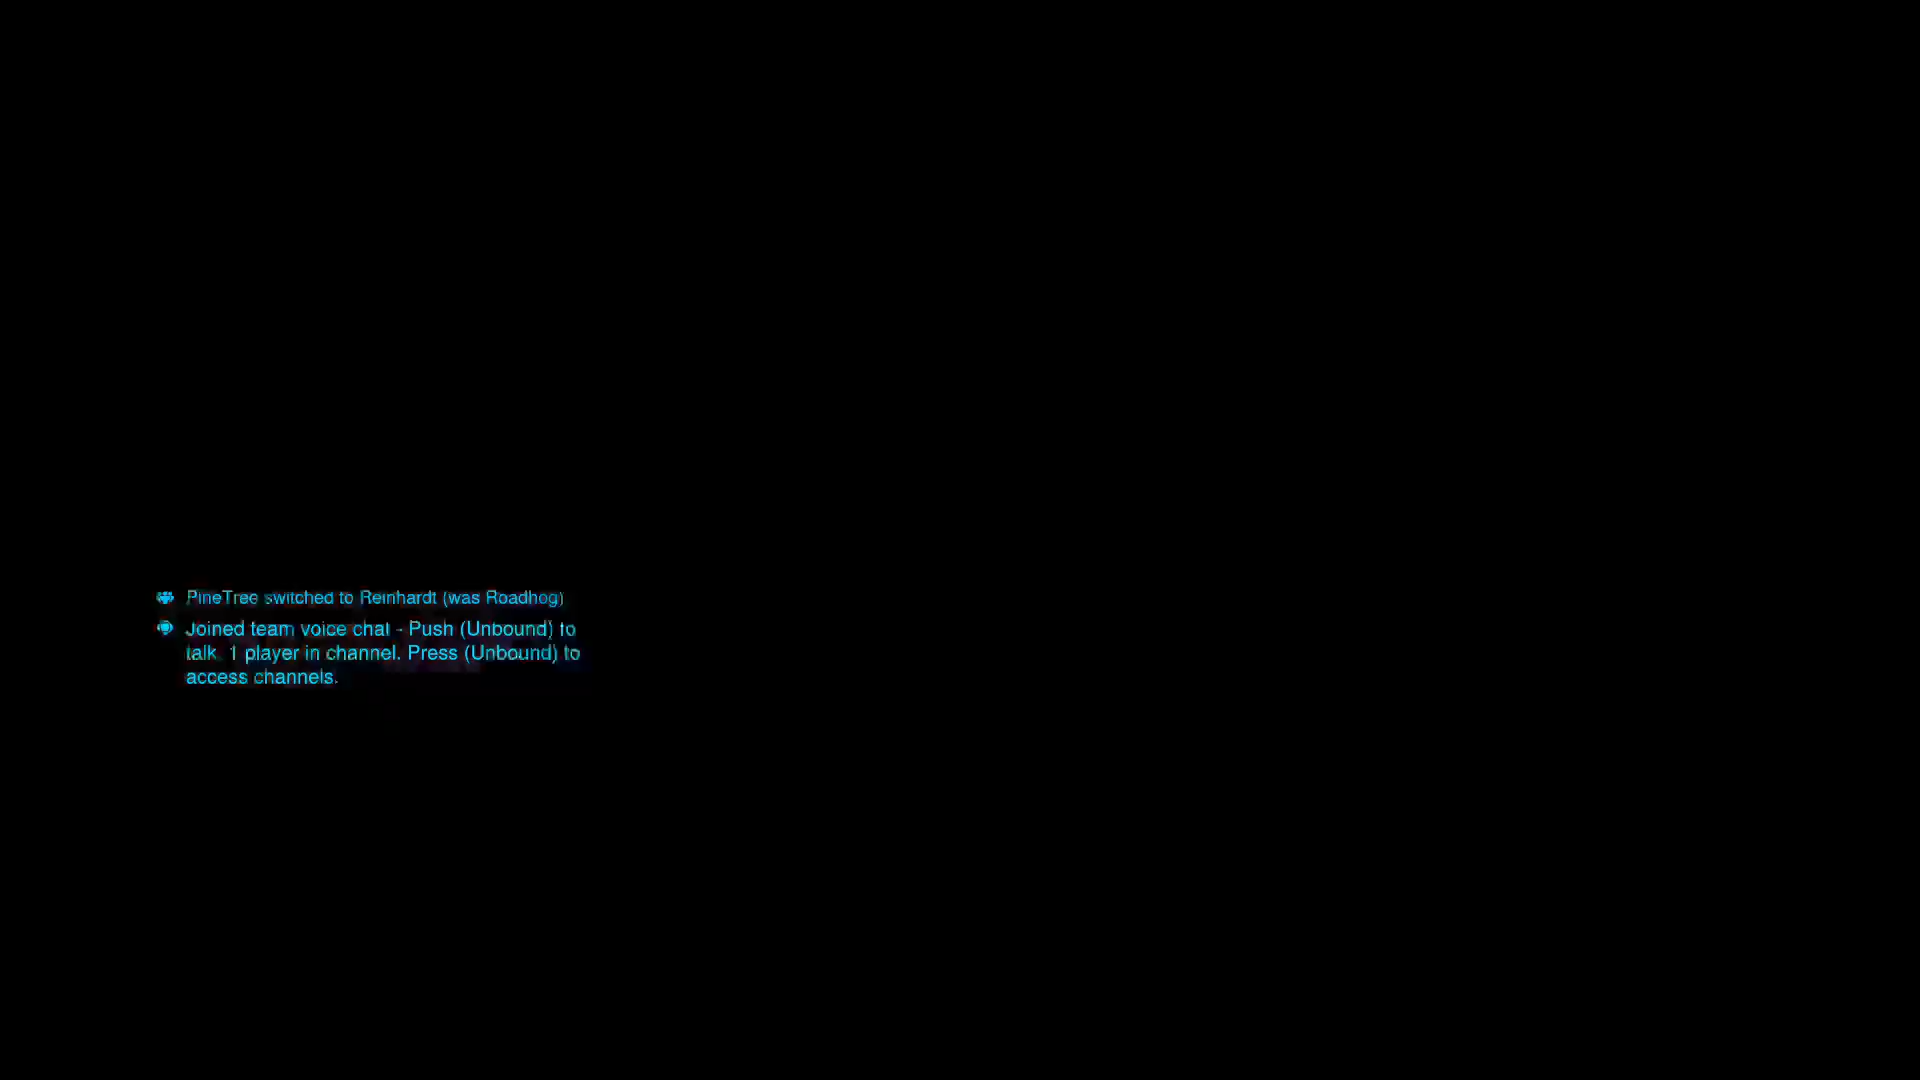 PineTree switched to Reinhardt (was Roadhog)
Joined team voice chat - Push (Unbound) to
talk. 1 player in channel. Press (Unbound) to
access channels.